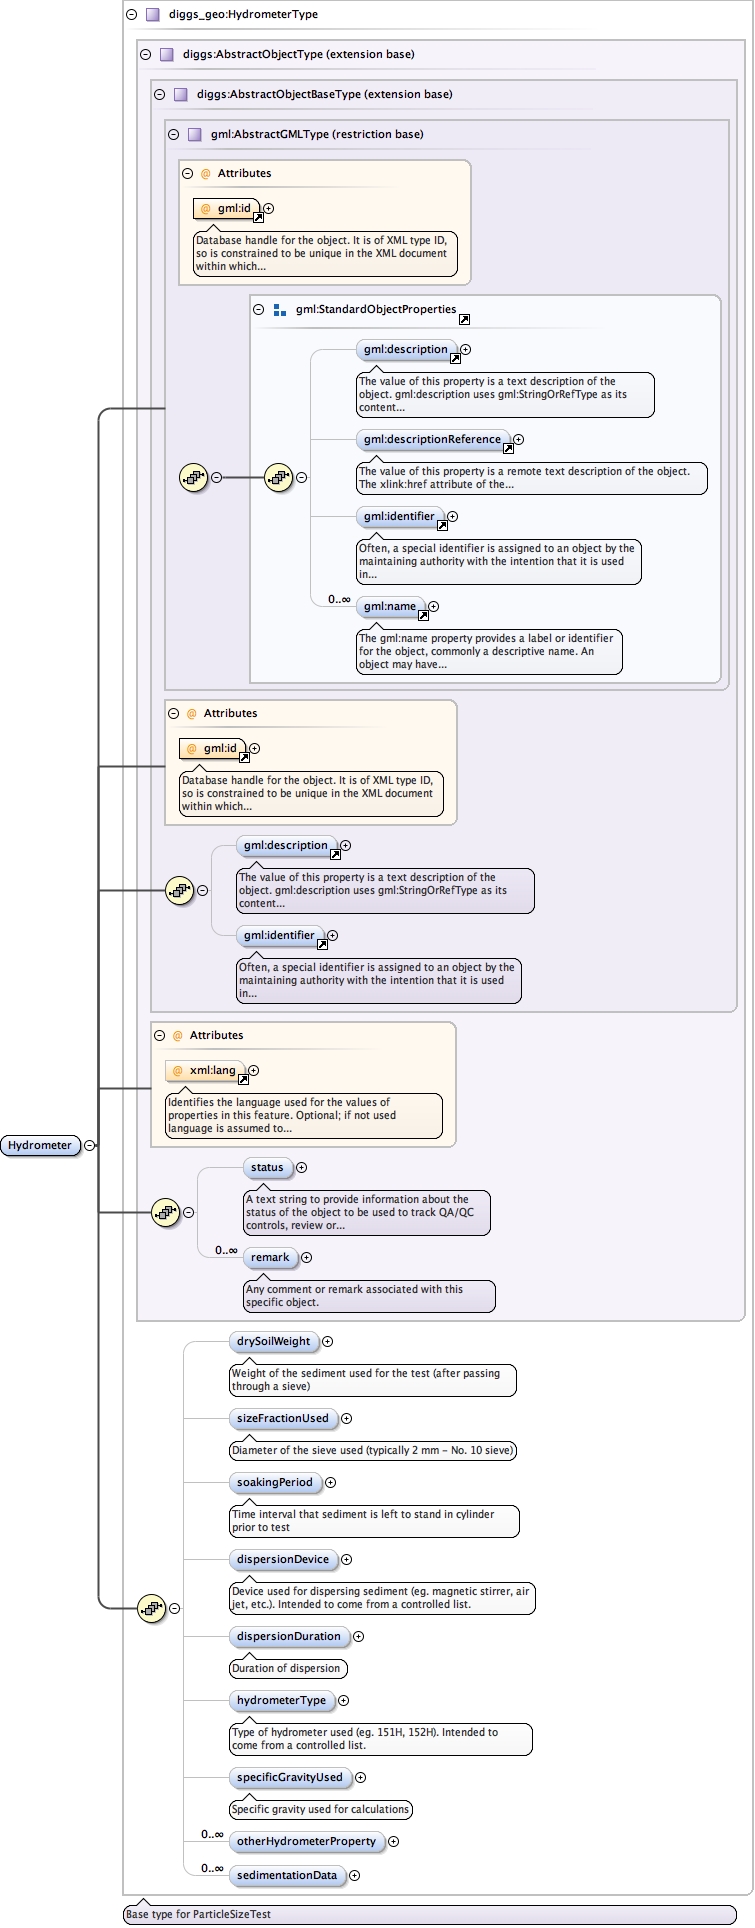 diggs_geo:HydrometerType
diggs:AbstractObjectType (extension base)
diggs:AbstractObjectBaseType (extension base)
gml:AbstractGMLType (restriction base)
@ Attributes
@ gml:id
Database handle for the object. It is of XML type ID,
so is constrained to be unique in the XML document
within which...
gml:StandardObjectProperties
gml:description
The value of this property is a text description of the
object. gml:description uses gml:StringOrRefType as its
content...
gml:descriptionReference
The value of this property is a remote text description of the object.
The xlink:href attribute of the...
gml:identifier
Often, a special identifier is assigned to an object by the
maintaining authority with the intention that it is used
in...
0..∞ gml:name
The gml:name property provides a label or identifier
for the object, commonly a descriptive name. An
object may have...
@ Attributes
@ gml:id
Database handle for the object. It is of XML type ID,
so is constrained to be unique in the XML document
within which...
gml:description
The value of this property is a text description of the
object. gml:description uses gml:StringOrRefType as its
content...
gml:identifier
Often, a special identifier is assigned to an object by the
maintaining authority with the intention that it is used
in...
@ Attributes
@ xml:lang
Identifies the language used for the values of
properties in this feature. Optional; if not used
language is assumed to...
Hydrometer
status
A text string to provide information about the
status of the object to be used to track QA/QC
controls, review or...
0..∞ remark
Any comment or remark associated with this
specific object.
drySoilWeight
Weight of the sediment used for the test (after passing
through a sieve)
sizeFractionUsed
Diameter of the sieve used (typically 2 mm – No. 10 sieve)
soakingPeriod
Time interval that sediment is left to stand in cylinder
prior to test
dispersionDevice
Device used for dispersing sediment (eg. magnetic stirrer, air
jet, etc.). Intended to come from a controlled list.
dispersionDuration
Duration of dispersion
hydrometerType
Type of hydrometer used (eg. 151H, 152H). Intended to
come from a controlled list.
specificGravityUsed
Specific gravity used for calculations
0..∞ otherHydrometerProperty
0..∞ sedimentationData
Base type for ParticleSizeTest